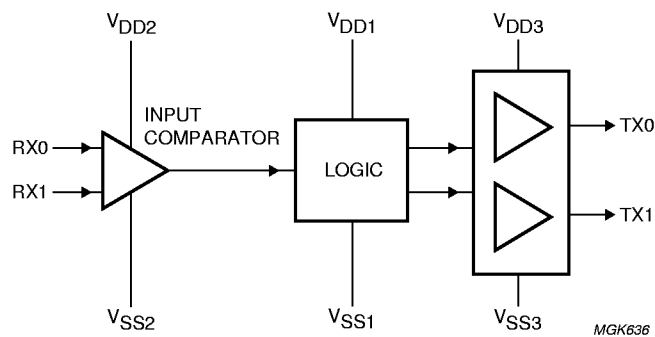 VDD2
VDD1
VDD3
INPUT
COMPARATOR
RX0
RX1
LOGIC
TX0
TX1
VSS2
VSS1
VSS3
MGK636